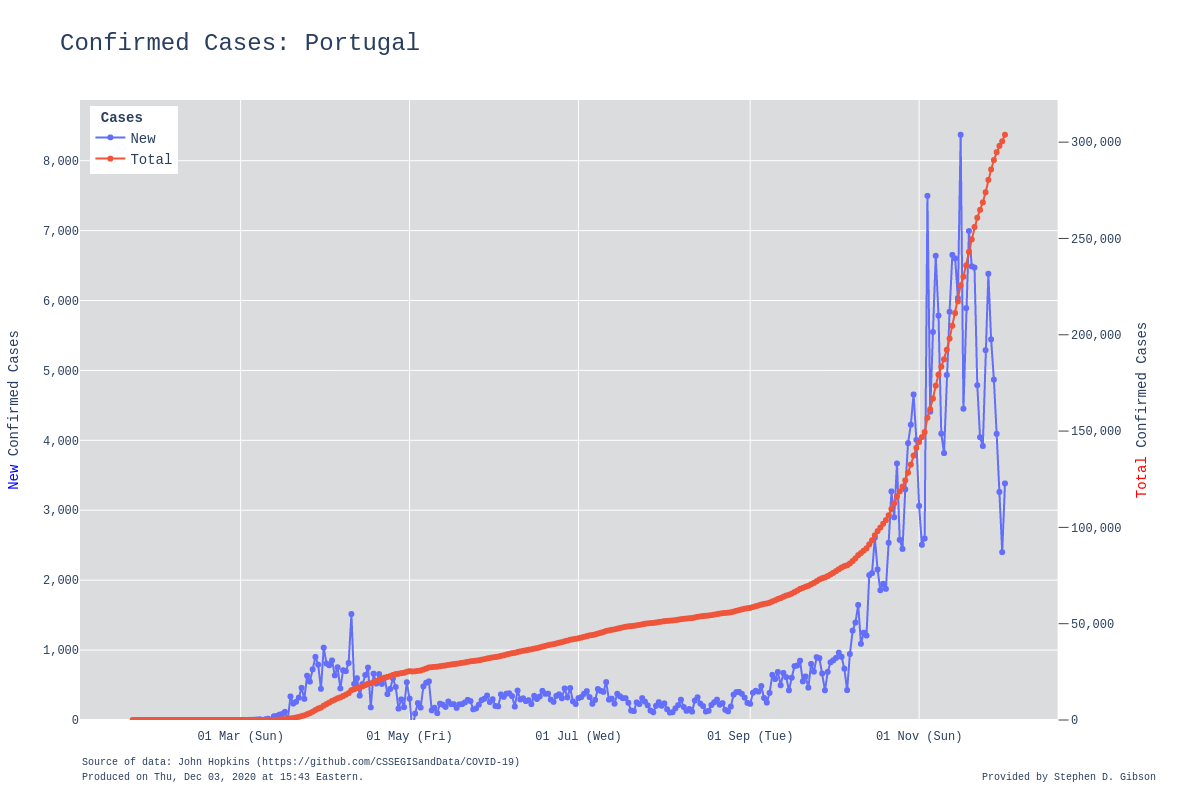 Confirmed Cases: Portugal
Cases
New
Total
8,000
7,000
6,000
5,000
4,000
3,000
2,000
1,000
0
New Confirmed Cases
300,000
250,000
200,000
150,000
100,000
50,000
0
Total Confirmed Cases
01 Mar (Sun)
01 May (Fri)
01 Jul (Wed)
01 Sep (Tue)
01 Nov (Sun)
Source of data: John Hopkins (https://github.com/CSSEGISandData/COVID-19)
Produced on Thu, Dec 03, 2020 at 15:43 Eastern.
Provided by Stephen D. Gibson